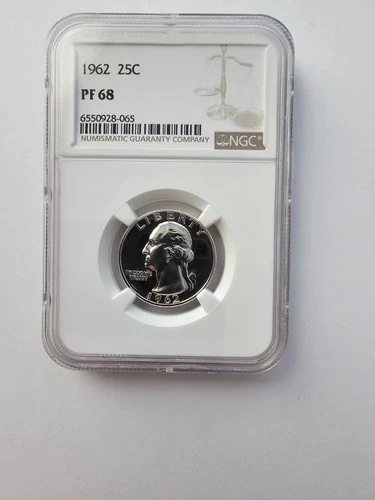 1962 25C
PF 68
6550928-065
NUMISMATIC GUARANTY COMPANY
NGC
LIBERTY
IN GOD WE
TRUST
1962